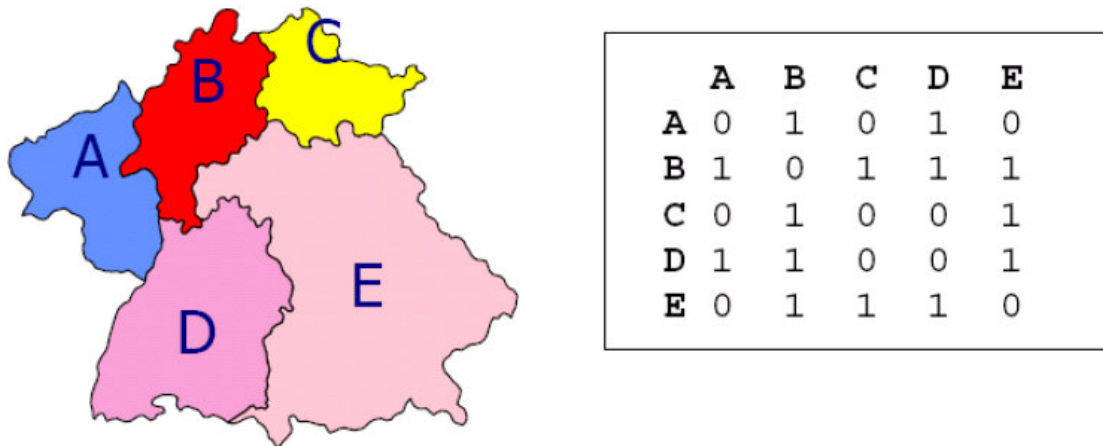 A
B
C
D
E
A B C D E
A 0 1 0 1 0
B 1 0 1 1 1
C 0 1 0 0 1
D 1 1 0 0 1
E 0 1 1 1 0